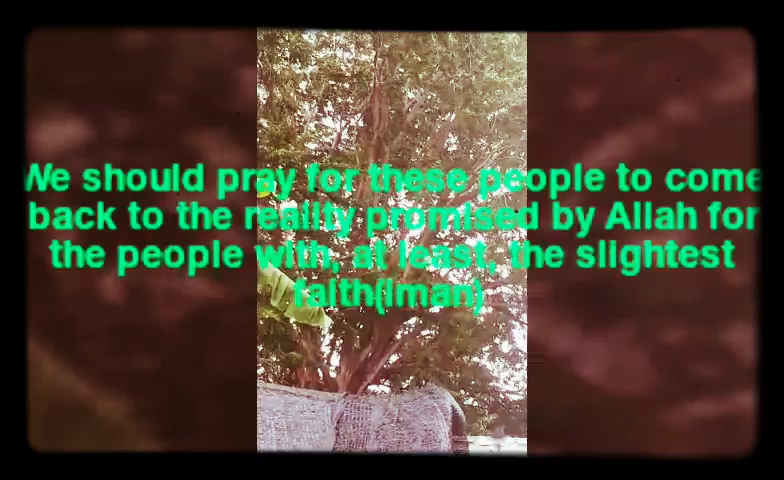 We should pray for these people to come
back to the reality promised by Allah for
the people with, at least, the slightest
faith(Iman)